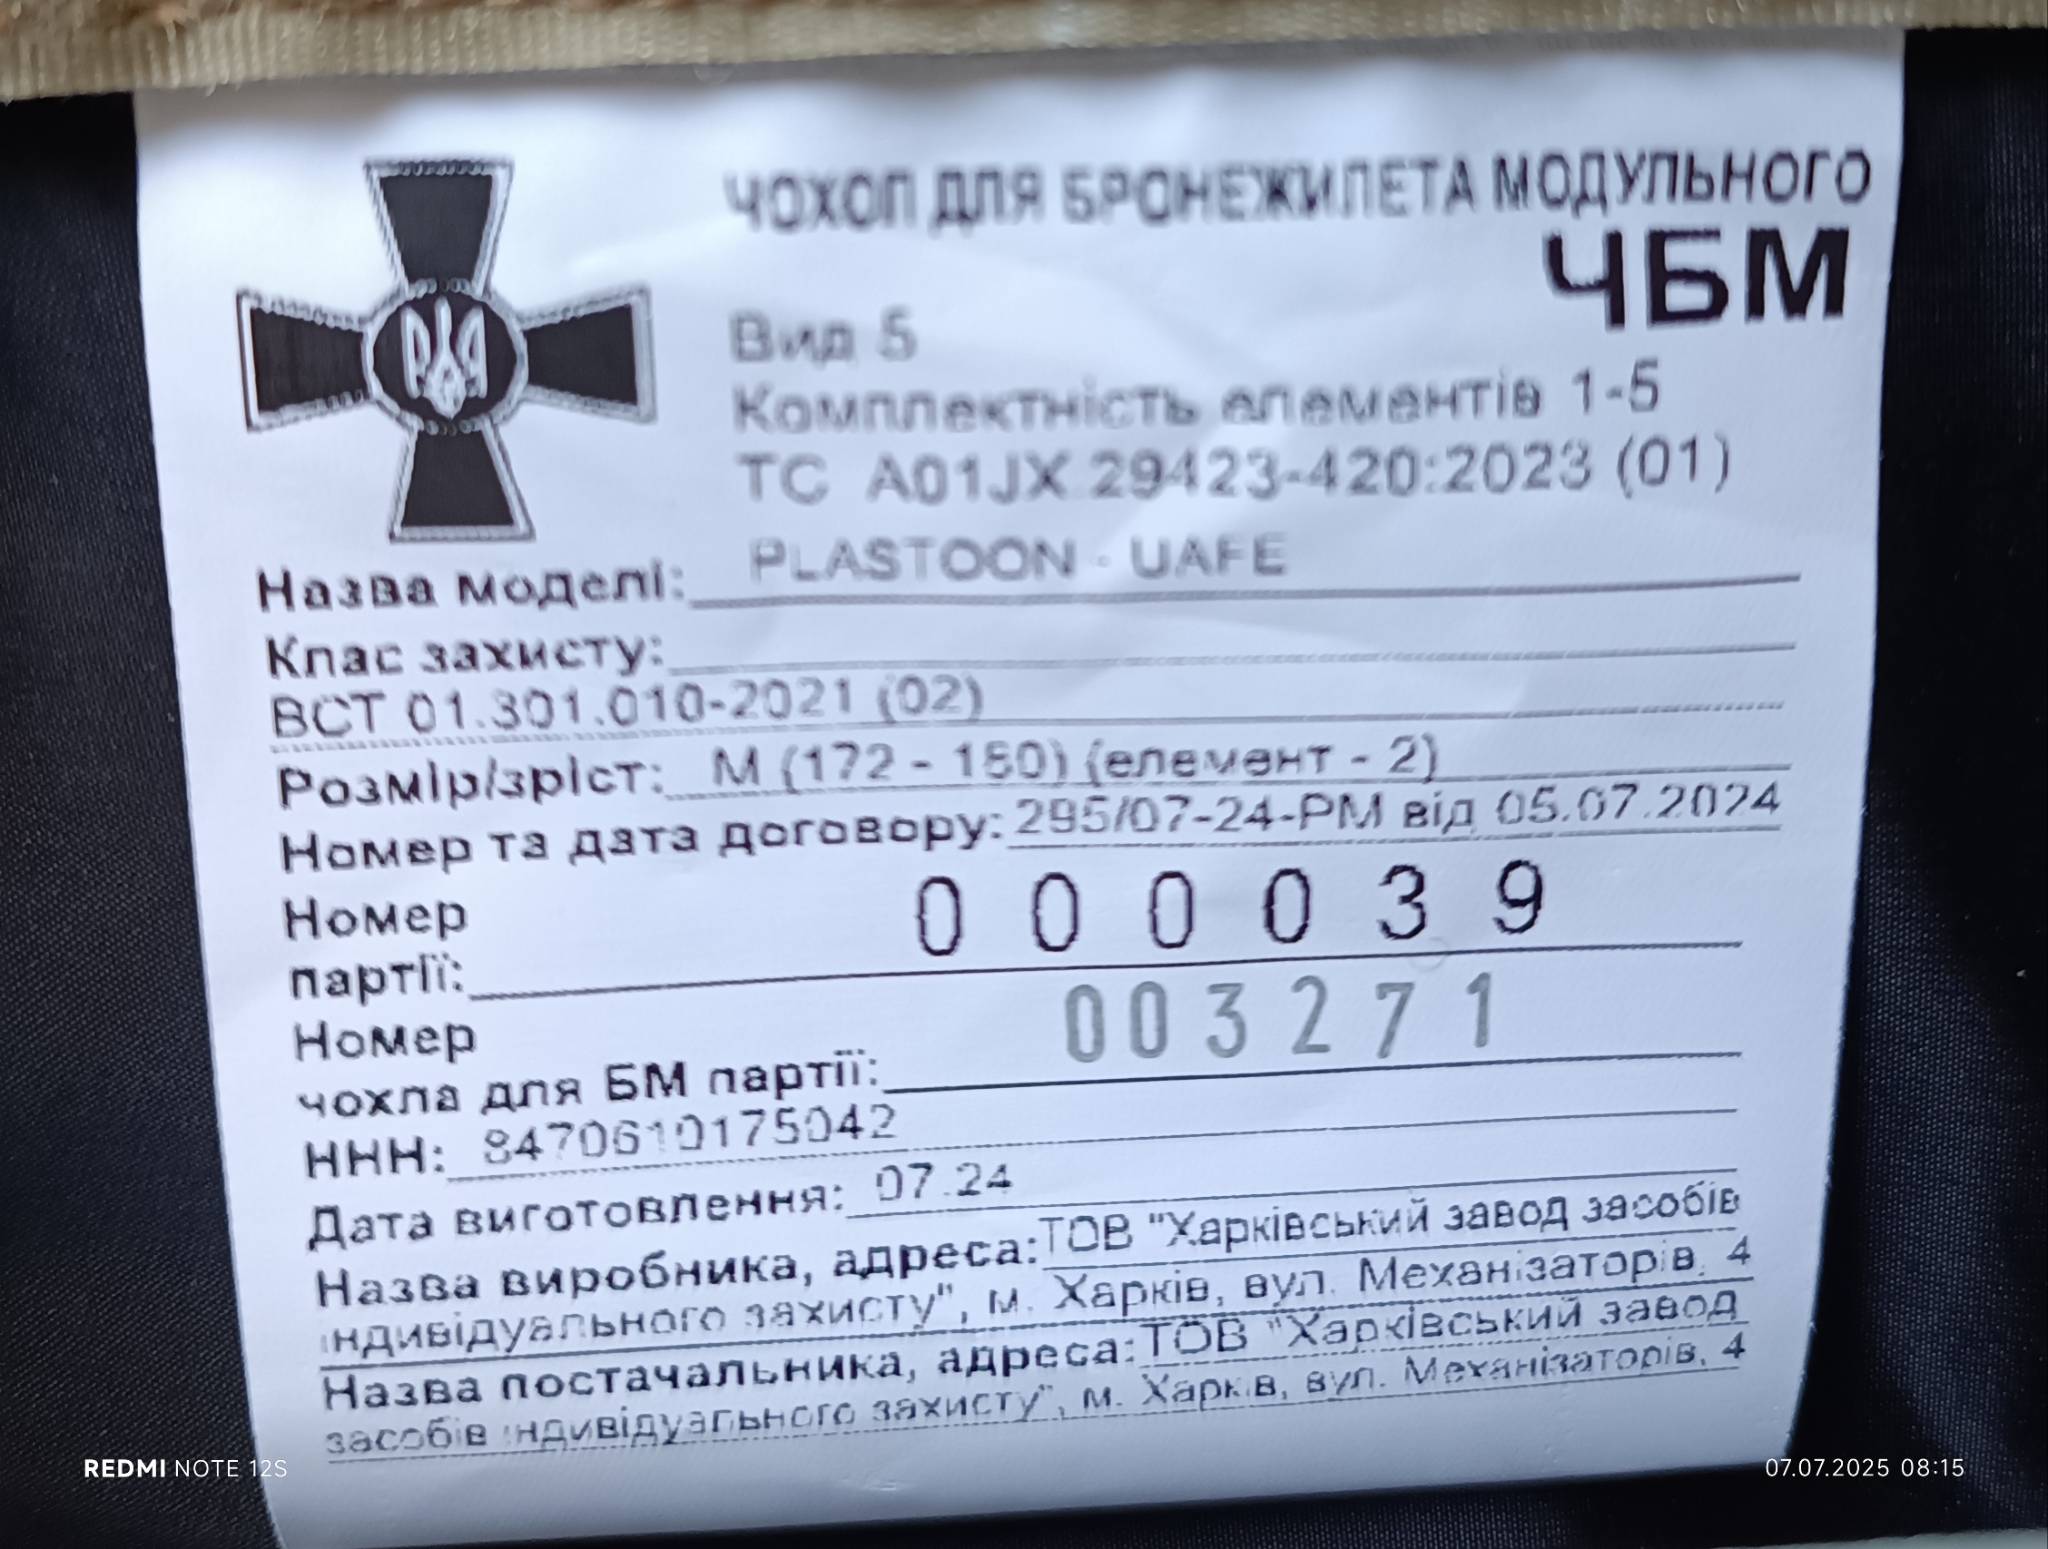 ЧОХОЛ ДЛЯ БРОНЕЖИЛЕТА МОДУЛЬНОГО
ЧБМ
Вид 5
Комплектність елементів 1-5
ТС A01JX.29423-420:2023 (01)
Назва моделі: PLASTOON - UAFE
Клас захисту:
ВСТ 01.301.010-2021 (02)
Розмір/зріст: М (172 - 180) (елемент - 2)
Номер та дата договору: 295/07-24-РМ від 05.07.2024
Номер
партії: 000039
Номер
чохла для БМ партії: 003271
ННН: 8470610175042
Дата виготовлення: 07.24
Назва виробника, адреса: ТОВ "Харківський завод засобів
індивідуального захисту", м. Харків, вул. Механізаторів, 4
Назва постачальника, адреса: ТОВ "Харківський завод
засобів індивідуального захисту", м. Харків, вул. Механізаторів, 4
REDMI NOTE 12S
07.07.2025 08:15